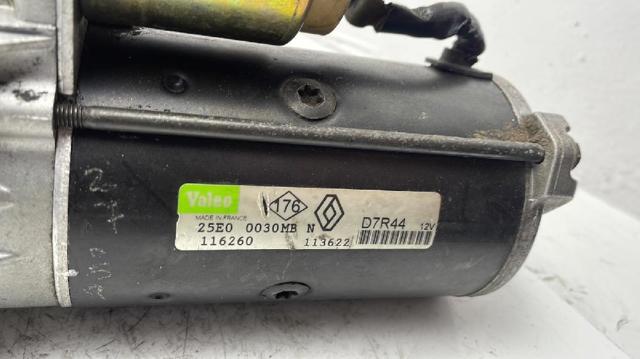 Valeo 176
MADE IN FRANCE
25E0 0030MB N D7R44 12V
116260 113622